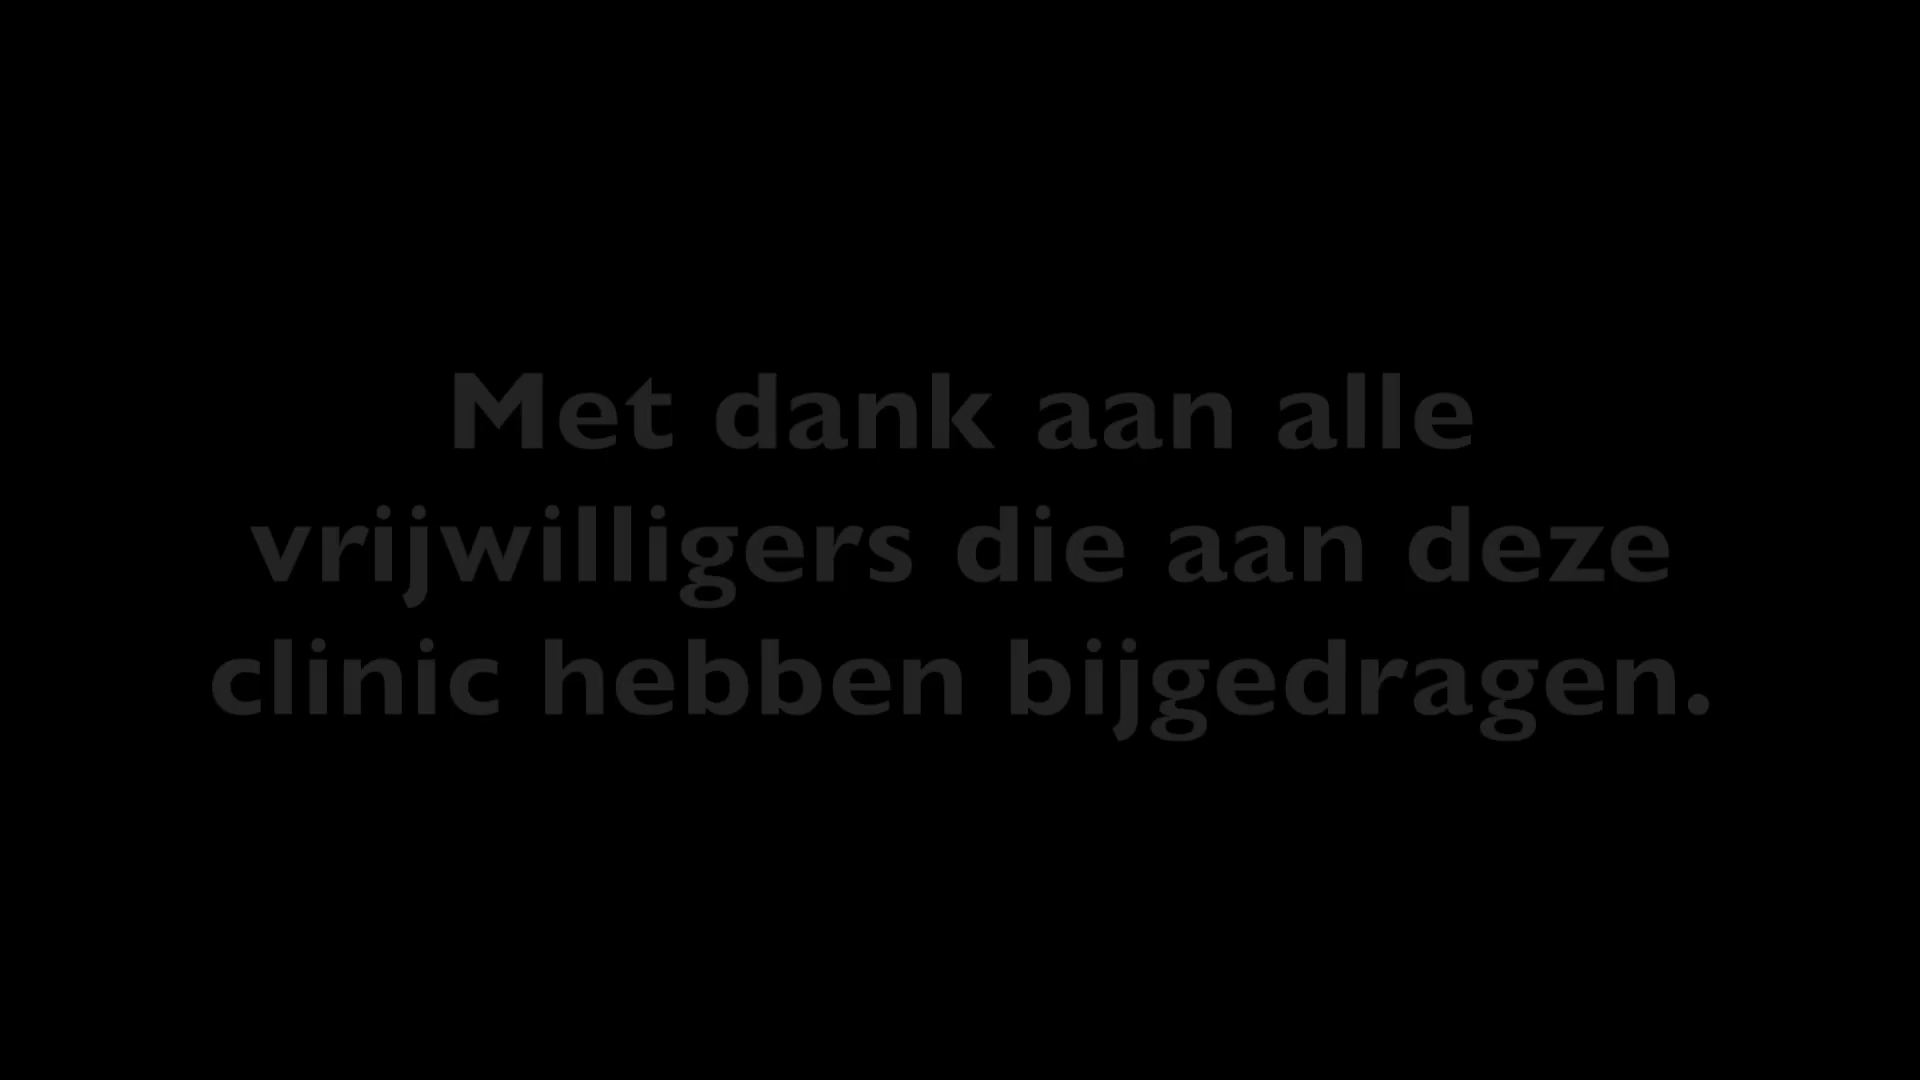 Met dank aan alle
vrijwilligers die aan deze
clinic hebben bijgedragen.